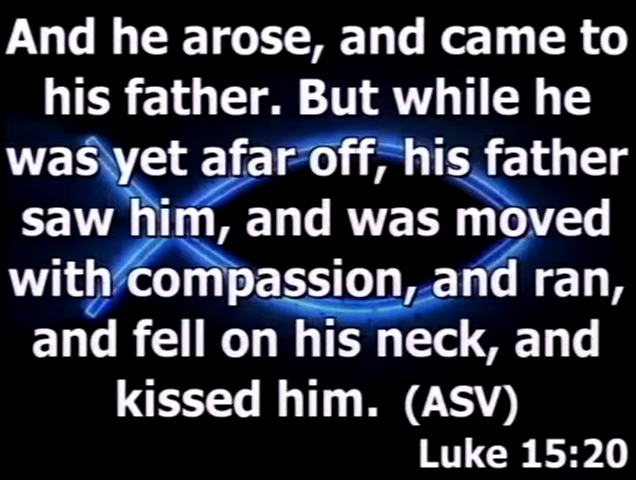 And he arose, and came to
his father. But while he
was yet afar off, his father
saw him, and was moved
with compassion, and ran,
and fell on his neck, and
kissed him. (ASV)
Luke 15:20